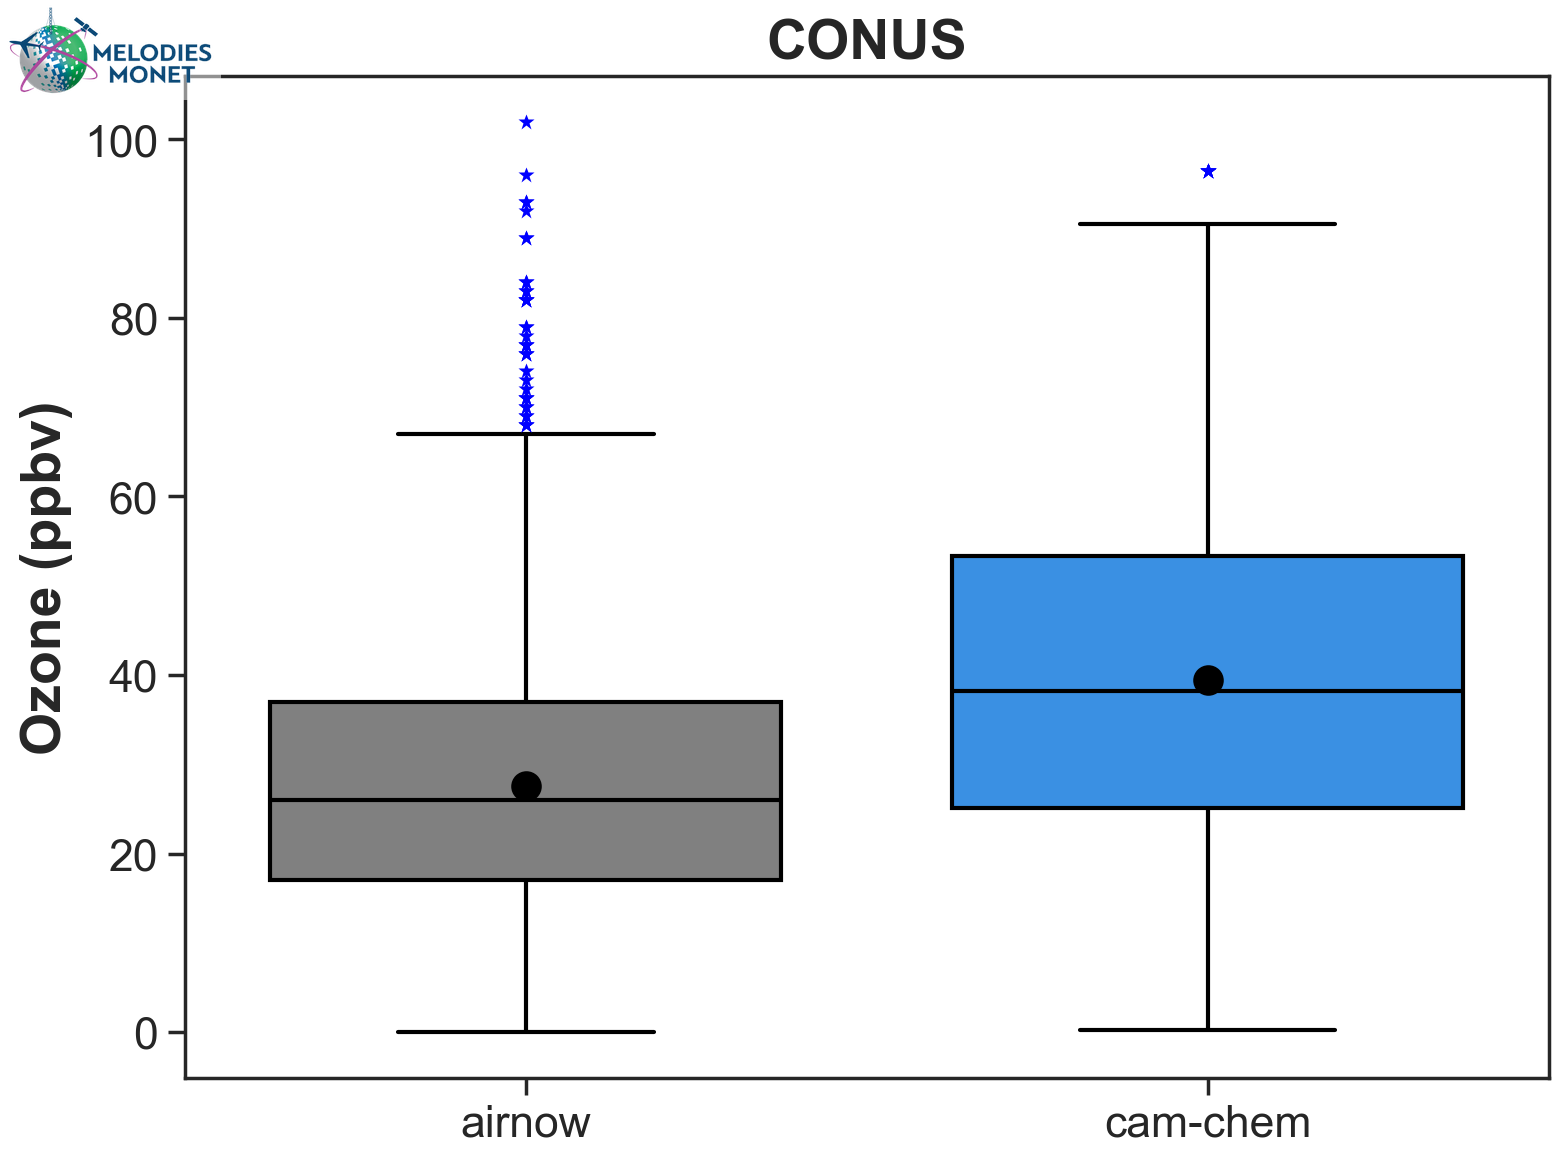 MELODIES
MONET
CONUS
Ozone (ppbv)
100
80
60
40
20
0
airnow
cam-chem